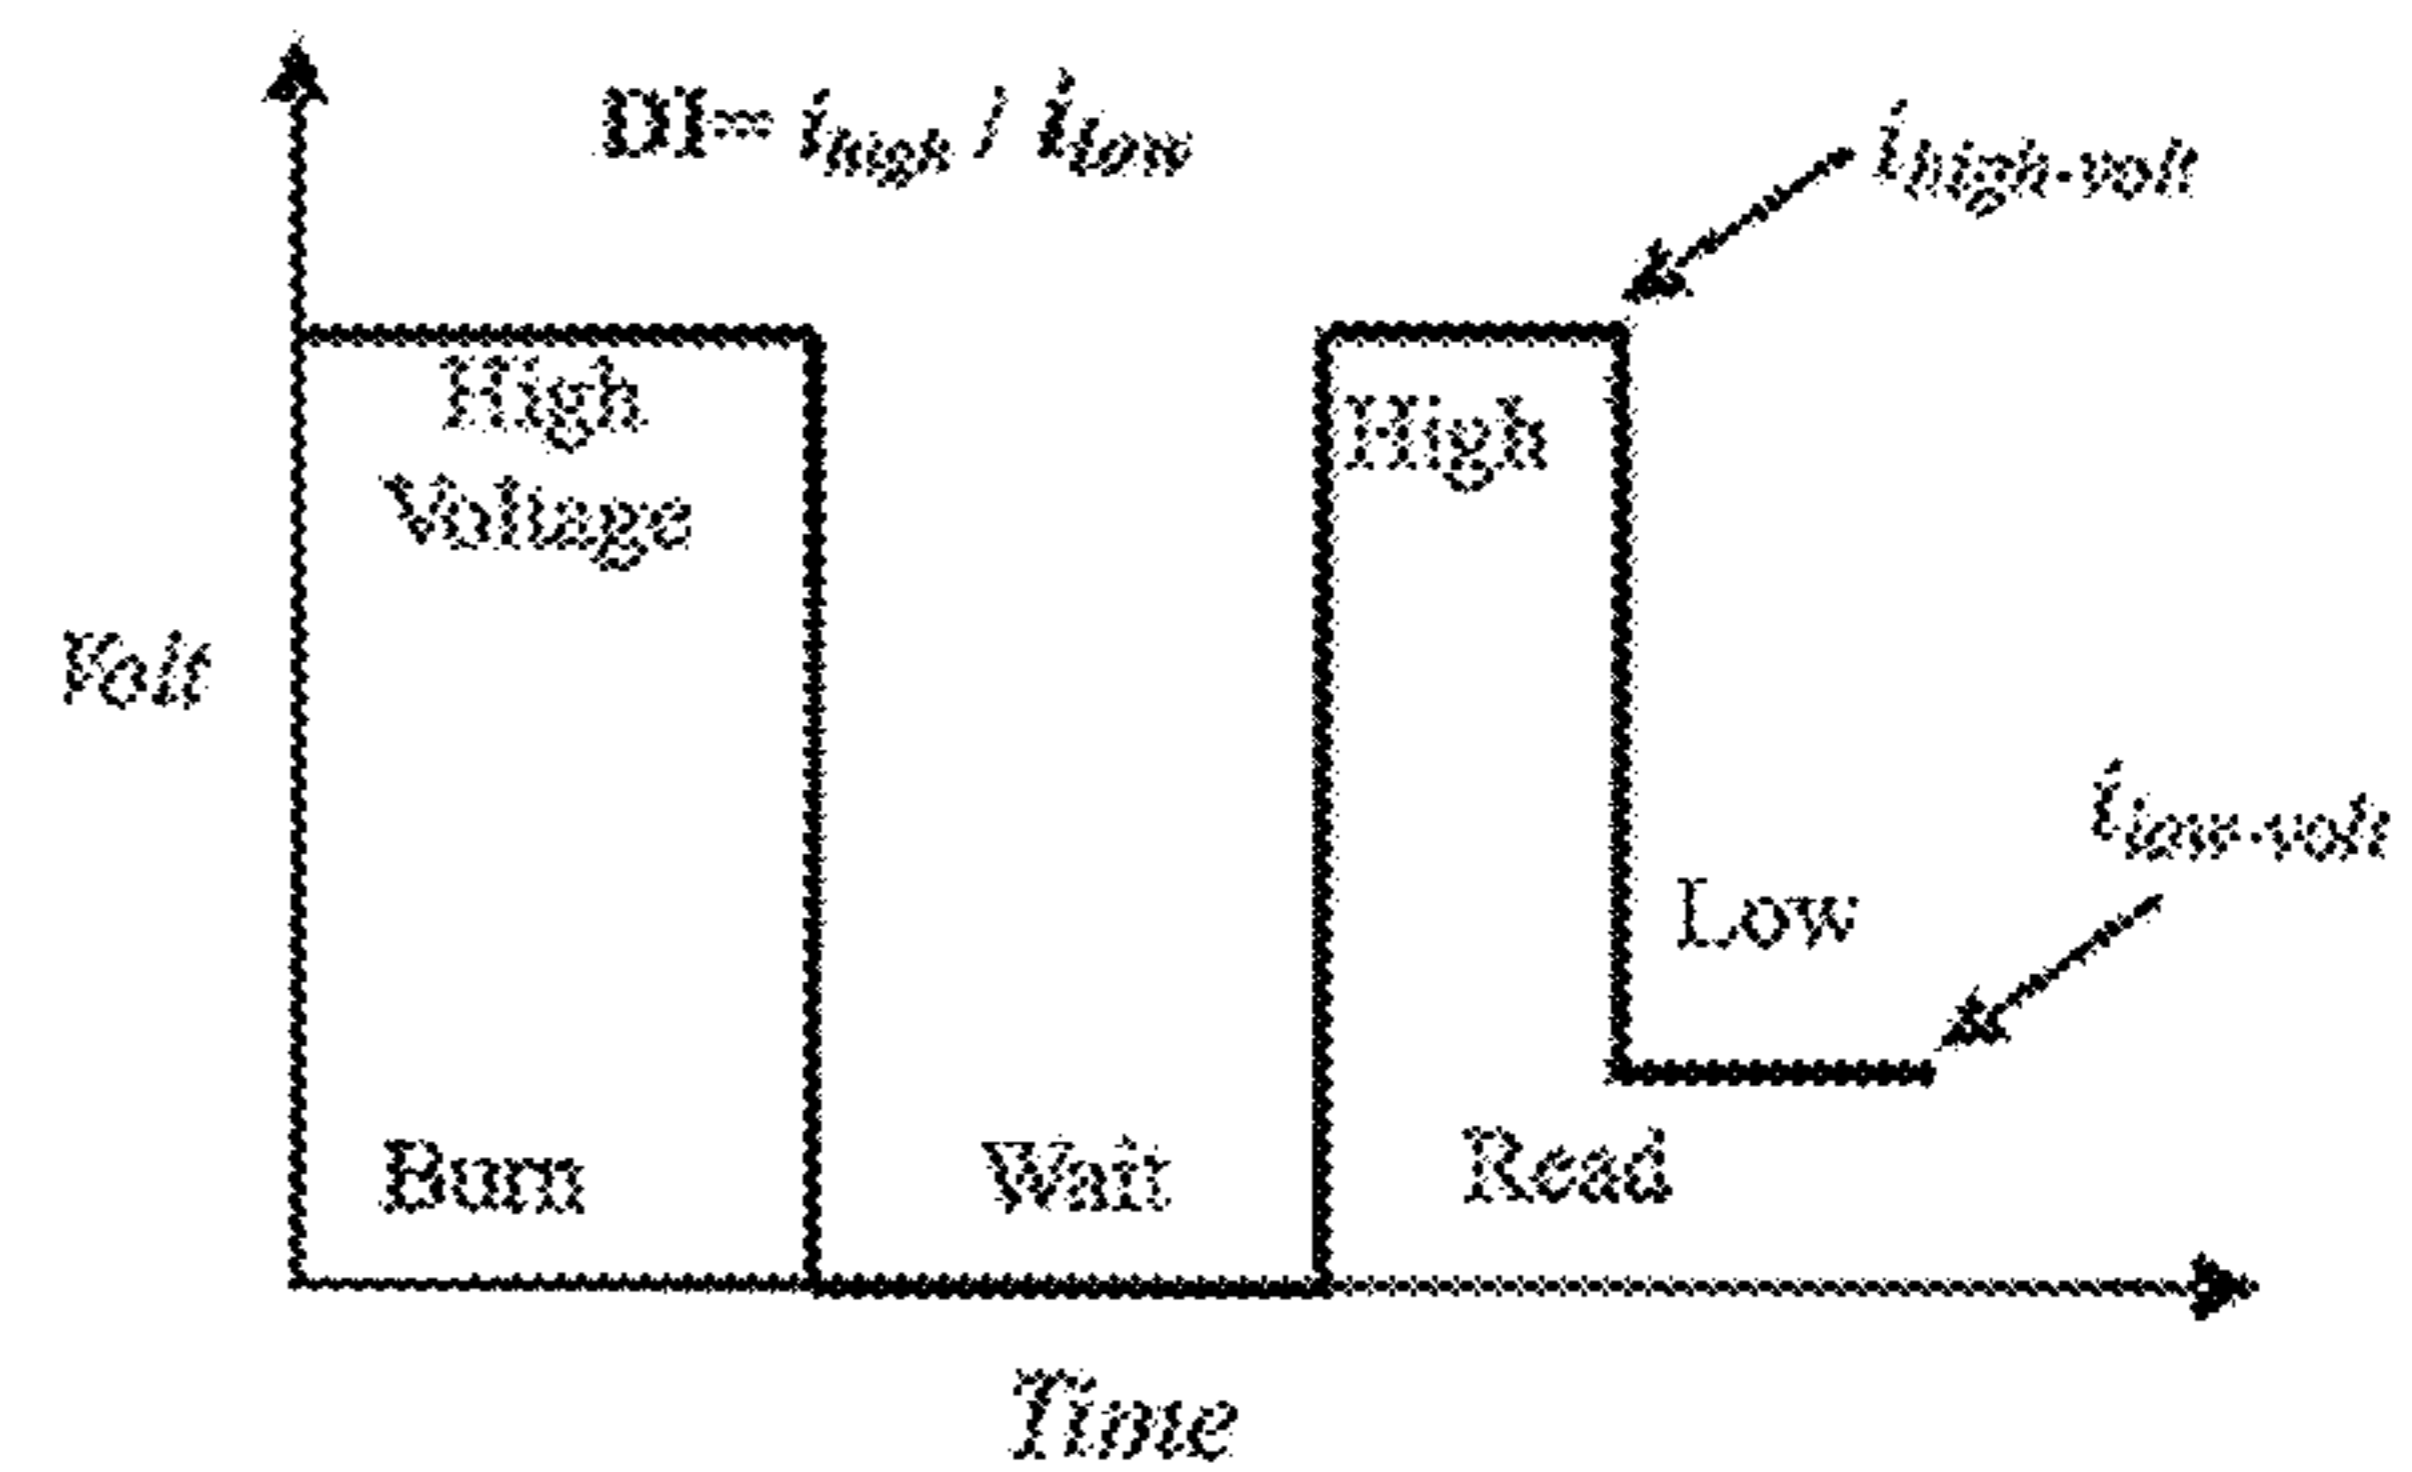 DI= i_high / i_low
i_high-volt
High
Voltage
High
Volt
i_low-volt
Low
Burn
Wait
Read
Time